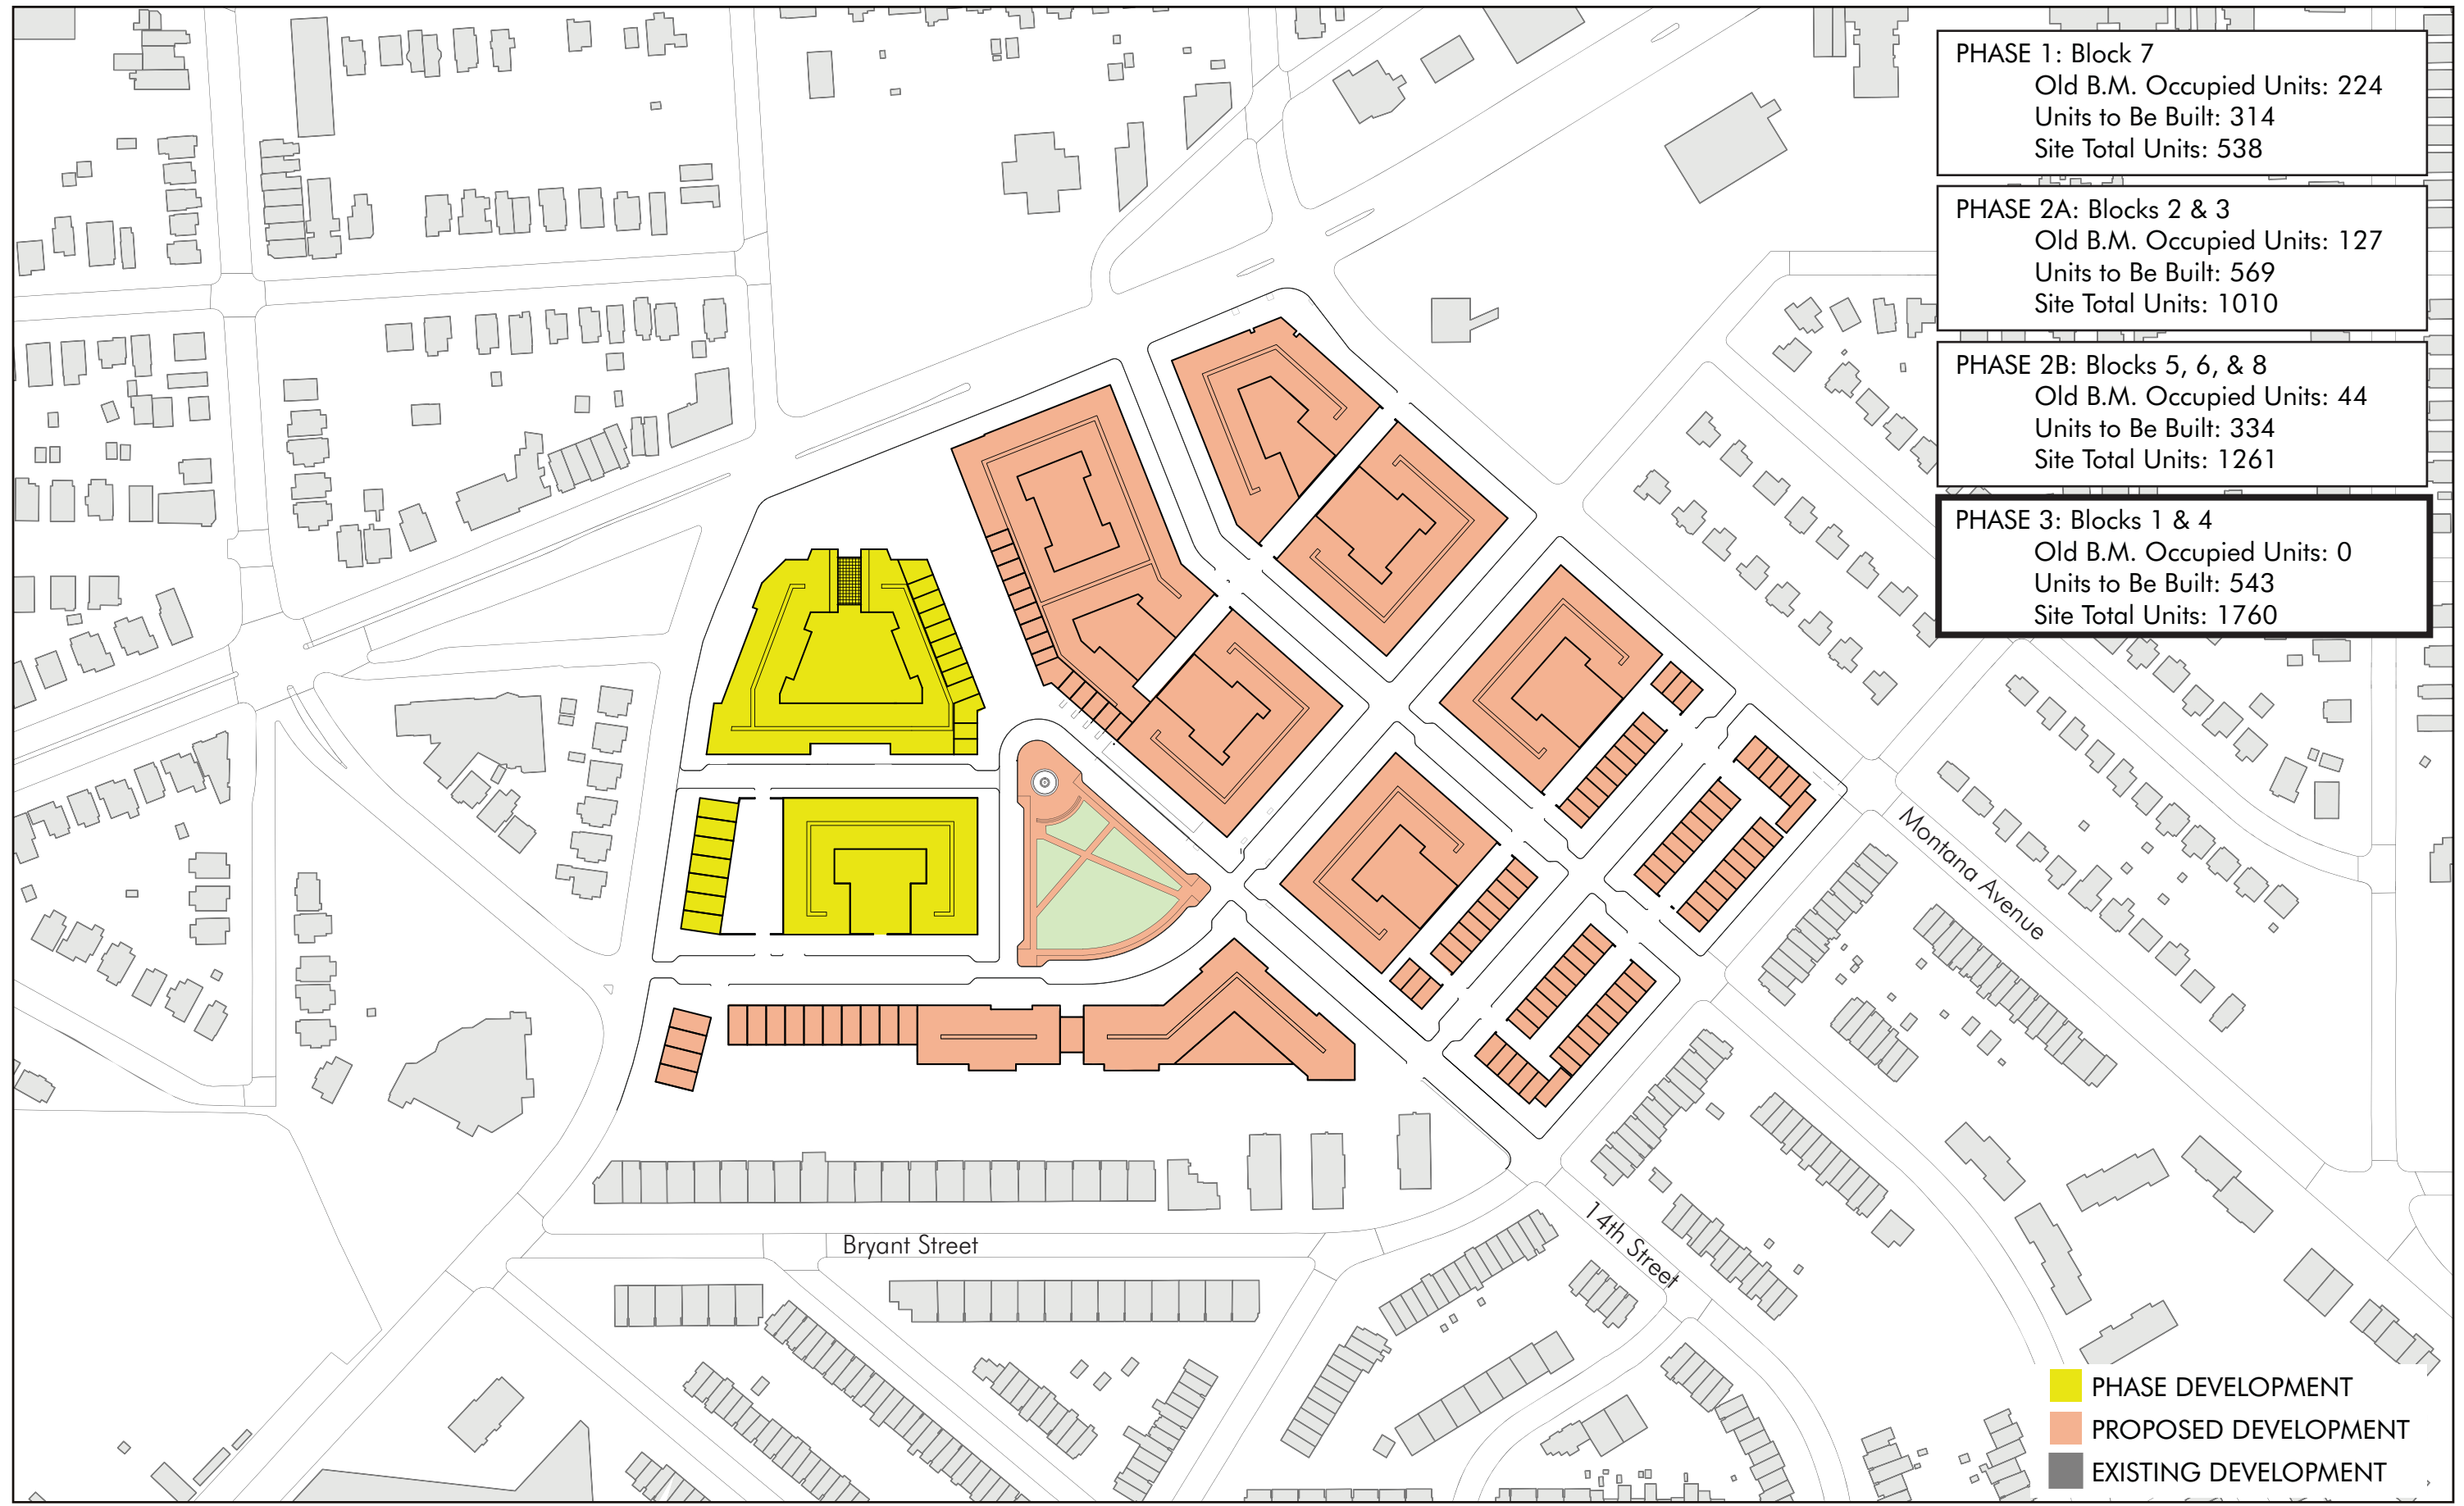 PHASE 1: Block 7
Old B.M. Occupied Units: 224
Units to Be Built: 314
Site Total Units: 538
PHASE 2A: Blocks 2 & 3
Old B.M. Occupied Units: 127
Units to Be Built: 569
Site Total Units: 1010
PHASE 2B: Blocks 5, 6, & 8
Old B.M. Occupied Units: 44
Units to Be Built: 334
Site Total Units: 1261
PHASE 3: Blocks 1 & 4
Old B.M. Occupied Units: 0
Units to Be Built: 543
Site Total Units: 1760
Montana Avenue
14th Street
Bryant Street
PHASE DEVELOPMENT
PROPOSED DEVELOPMENT
EXISTING DEVELOPMENT